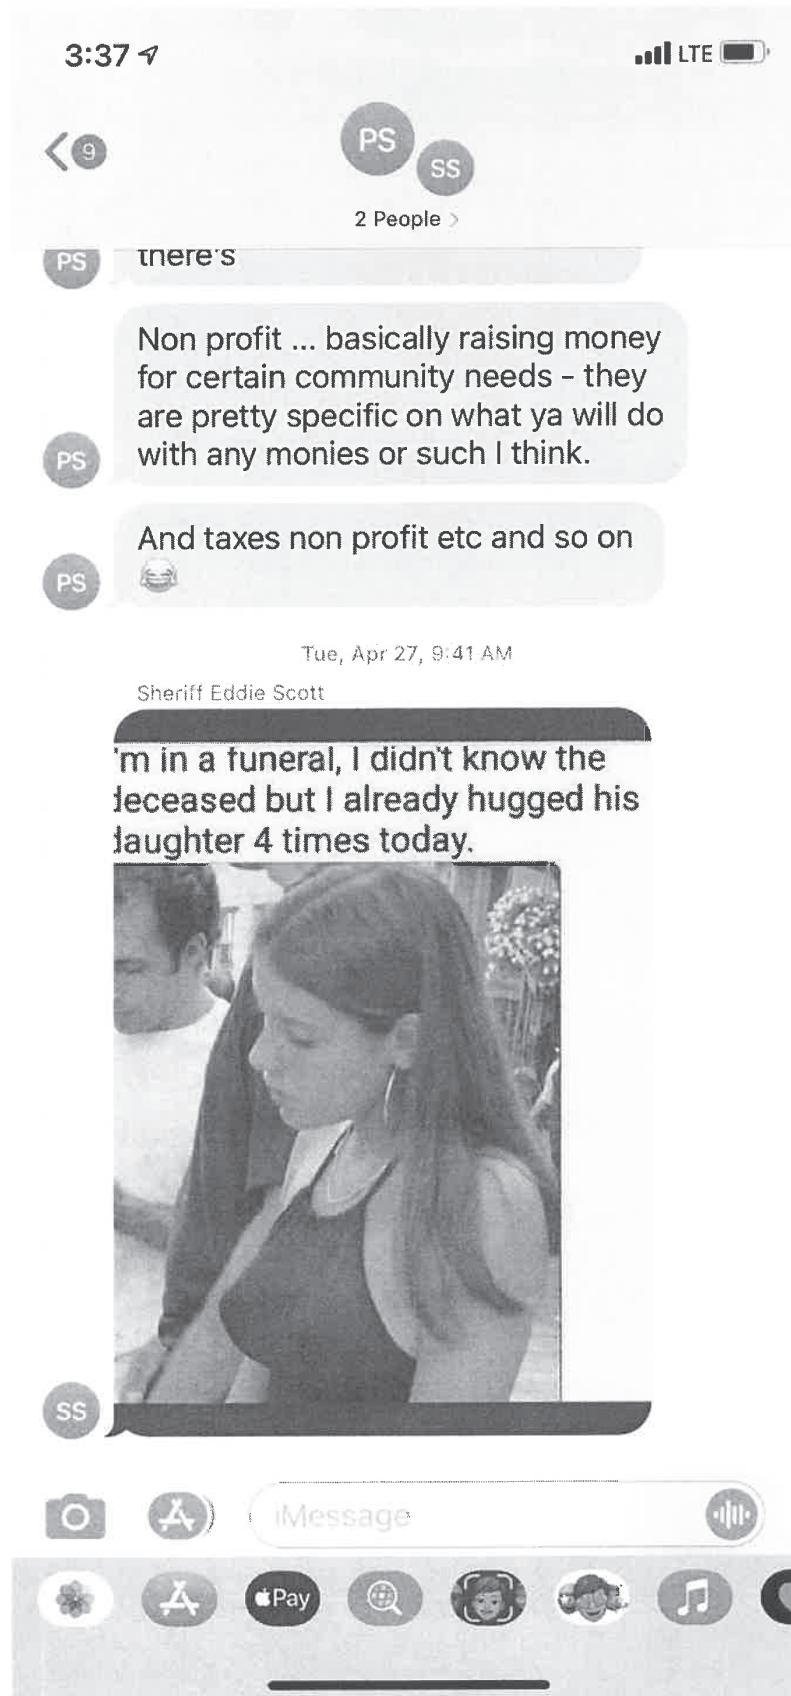 3:37
LTE
9
PS
SS
2 People
PS
there's
Non profit ... basically raising money
for certain community needs - they
are pretty specific on what ya will do
with any monies or such I think.
PS
And taxes non profit etc and so on
😂
PS
Tue, Apr 27, 9:41 AM
Sheriff Eddie Scott
'm in a funeral, I didn't know the
deceased but I already hugged his
daughter 4 times today.
SS
iMessage
Pay